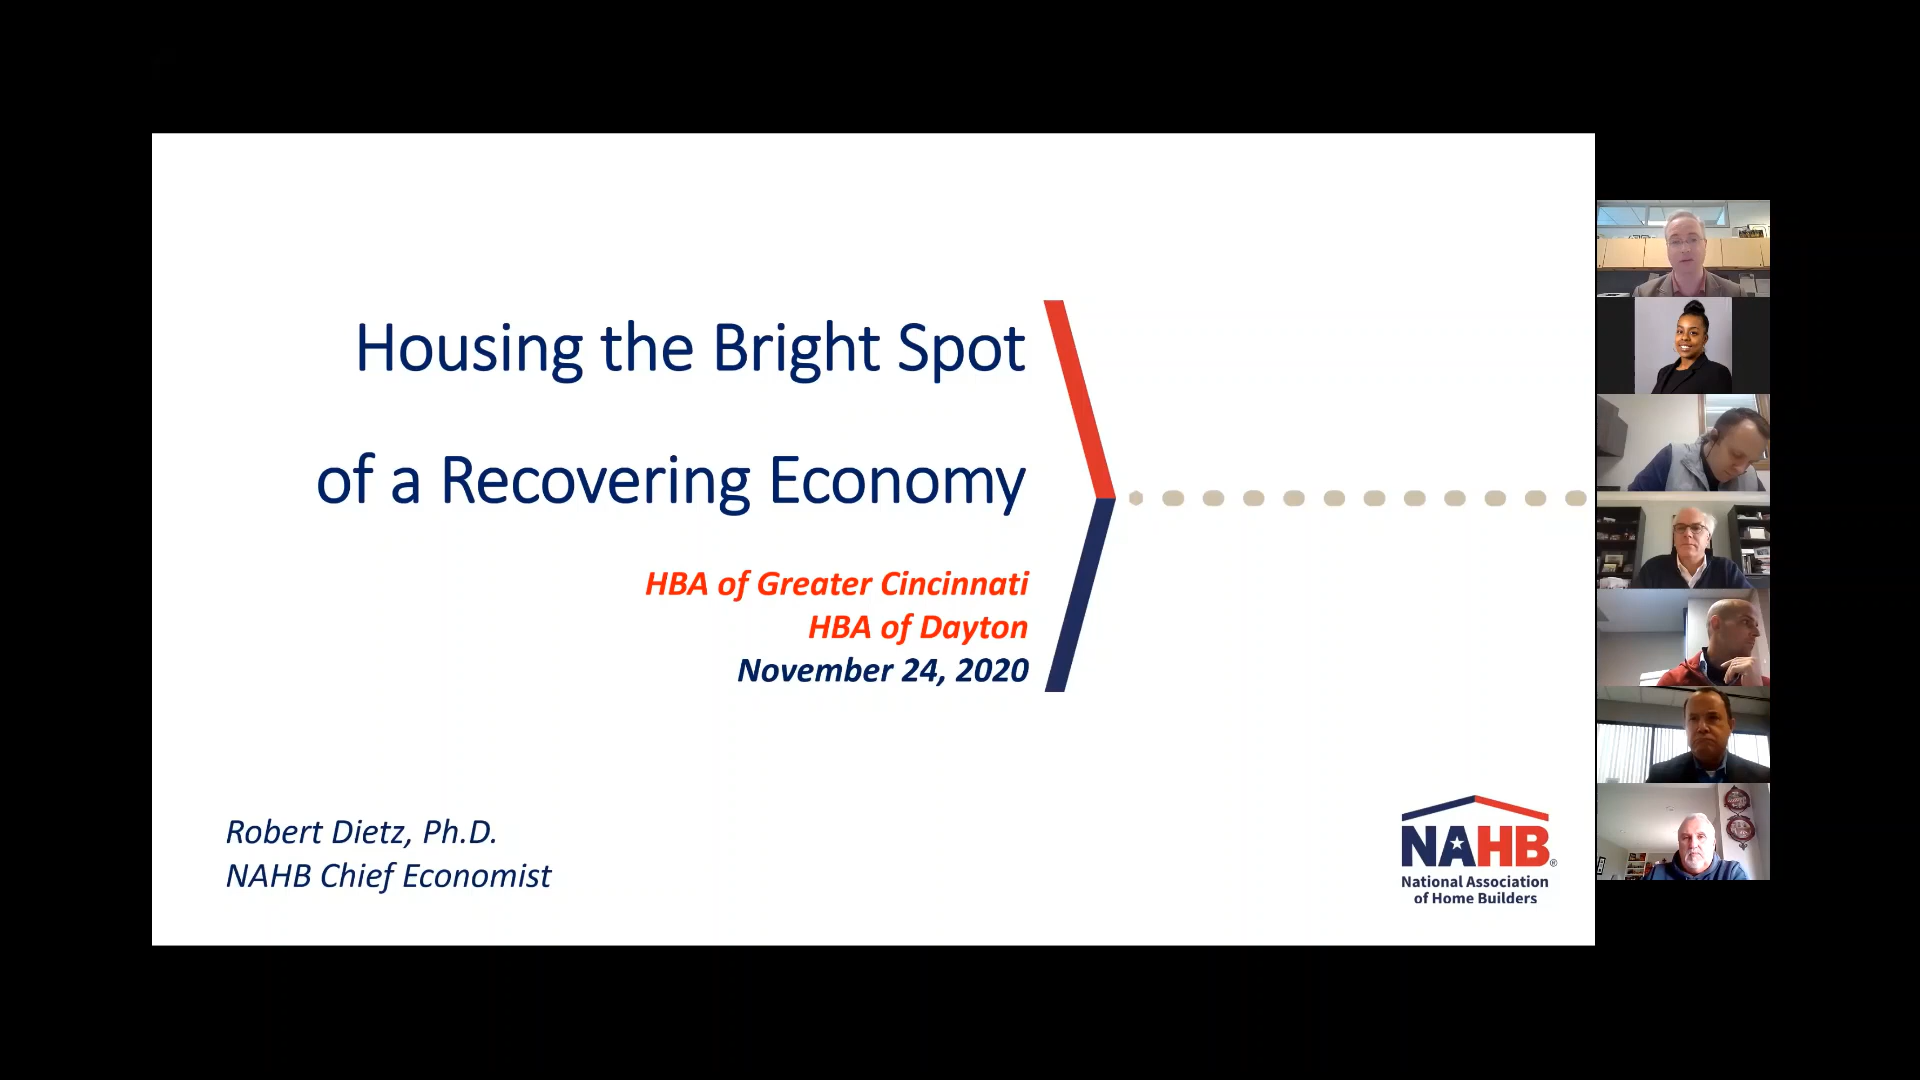 Housing the Bright Spot
of a Recovering Economy
HBA of Greater Cincinnati
HBA of Dayton
November 24, 2020
Robert Dietz, Ph.D.
NAHB Chief Economist
NAHB®
National Association
of Home Builders